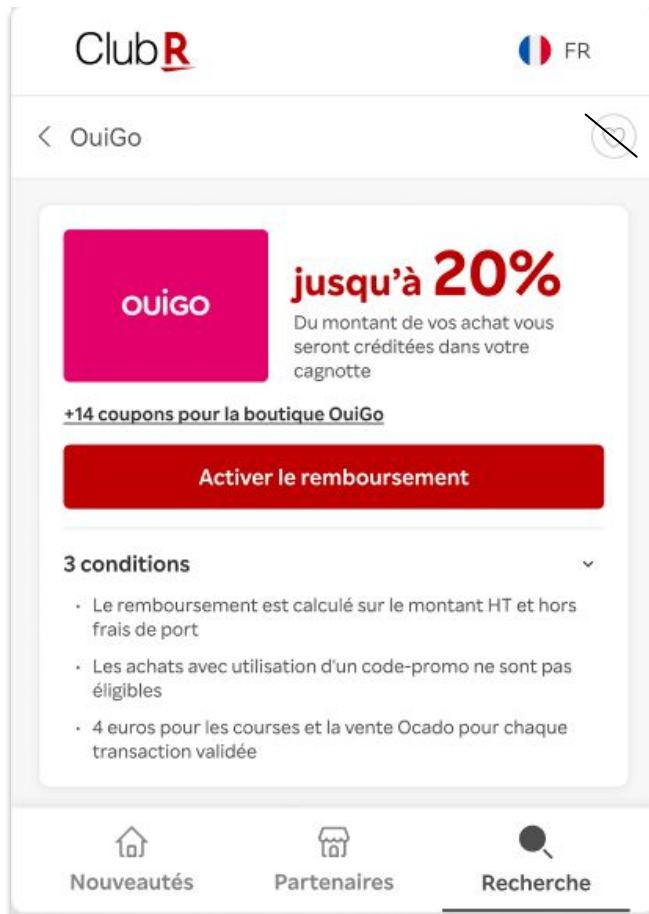 Club R
FR
OuiGo
OUIGO
jusqu'à 20%
Du montant de vos achat vous
seront créditées dans votre
cagnotte
+14 coupons pour la boutique OuiGo
Activer le remboursement
3 conditions
• Le remboursement est calculé sur le montant HT et hors
frais de port
• Les achats avec utilisation d'un code-promo ne sont pas
éligibles
• 4 euros pour les courses et la vente Ocado pour chaque
transaction validée
Nouveautés
Partenaires
Recherche